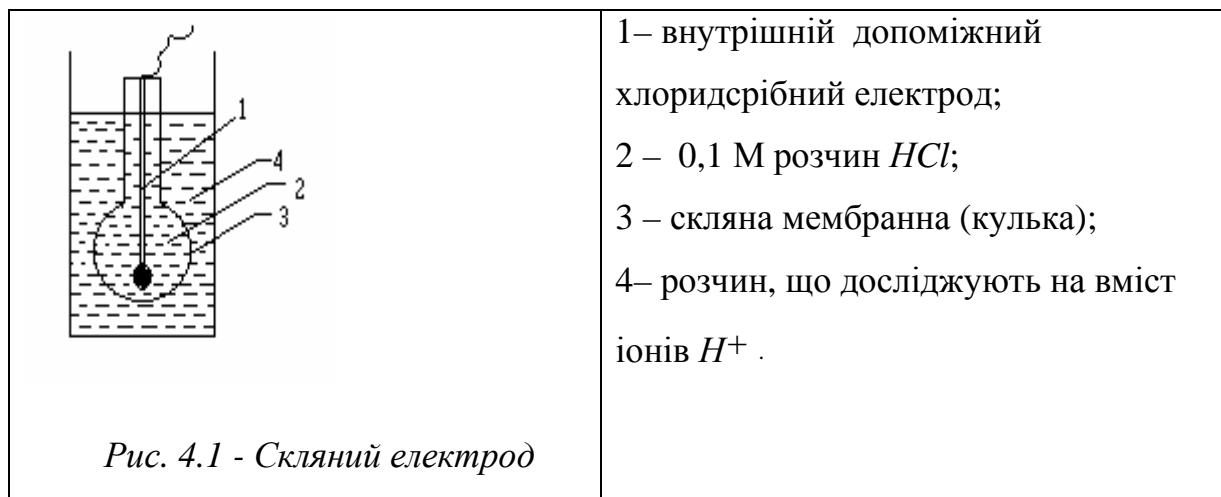 1
4
2
3
Рис. 4.1 - Скляний електрод
1– внутрішній допоміжний
хлоридсрібний електрод;
2 – 0,1 М розчин HCl;
3 – скляна мембранна (кулька);
4– розчин, що досліджують на вміст
іонів H+ .